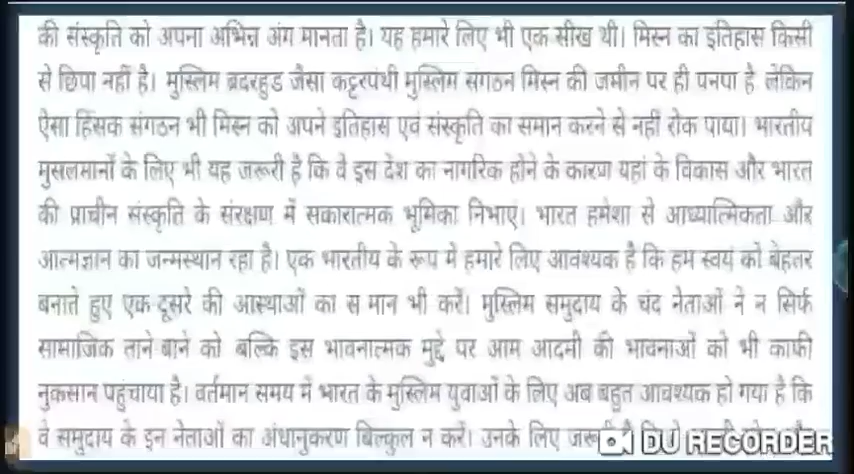 की संस्कृति को अपना अभिन्न अंग मानता है। यह हमारे लिए भी एक सीख थी। मिस्न का इतिहास किसी
से छिपा नहीं है। मुस्लिम ब्रदरहुड जैसा कट्टरपंथी मुस्लिम संगठन मिस्न की जमीन पर ही पनपा है लेकिन
ऐसा हिंसक संगठन भी मिस्न को अपने इतिहास एवं संस्कृति का समान करने से नहीं रोक पाया। भारतीय
मुसलमानों के लिए भी यह जरूरी है कि वे इस देश का नागरिक होने के कारण यहां के विकास और भारत
की प्राचीन संस्कृति के संरक्षण में सकारात्मक भूमिका निभाएं। भारत हमेशा से आध्यात्मिकता और
आत्मज्ञान का जन्मस्थान रहा है। एक भारतीय के रूप में हमारे लिए आवश्यक है कि हम स्वयं को बेहतर
बनाते हुए एक दूसरे की आस्थाओं का स मान भी करें। मुस्लिम समुदाय के चंद नेताओं ने न सिर्फ
सामाजिक ताने बाने को बल्कि इस भावनात्मक मुद्दे पर आम आदमी की भावनाओं को भी काफी
नुकसान पहुंचाया है। वर्तमान समय में भारत के मुस्लिम युवाओं के लिए अब बहुत आवश्यक हो गया है कि
वे समुदाय के इन नेताओं का अंधानुकरण बिल्कुल न करें। उनके लिए DU RECORDER